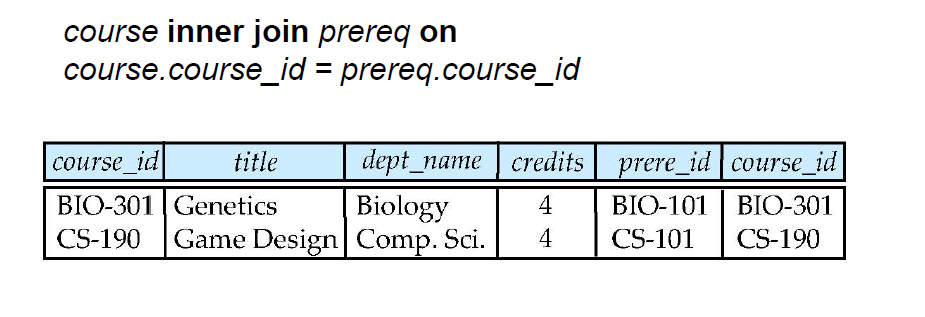 course inner join prereq on
course.course_id = prereq.course_id
course_id title dept_name credits prere_id course_id
BIO-301 Genetics Biology 4 BIO-101 BIO-301
CS-190 Game Design Comp. Sci. 4 CS-101 CS-190